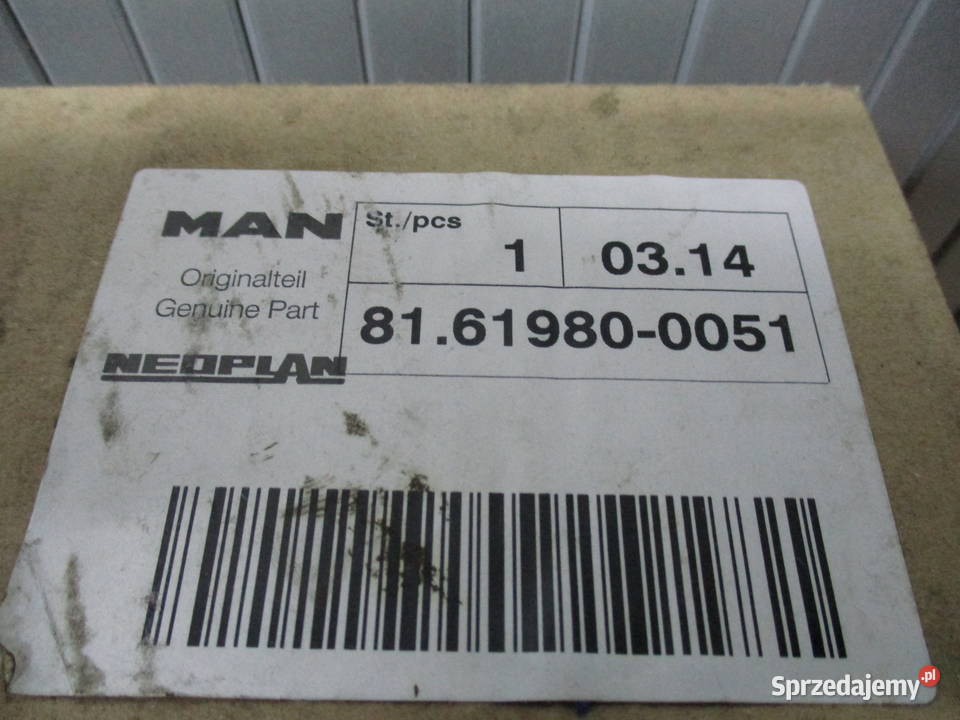 MAN
Originalteil
Genuine Part
NEOPLAN
St./pcs
1
03.14
81.61980-0051
Sprzedajemy.pl